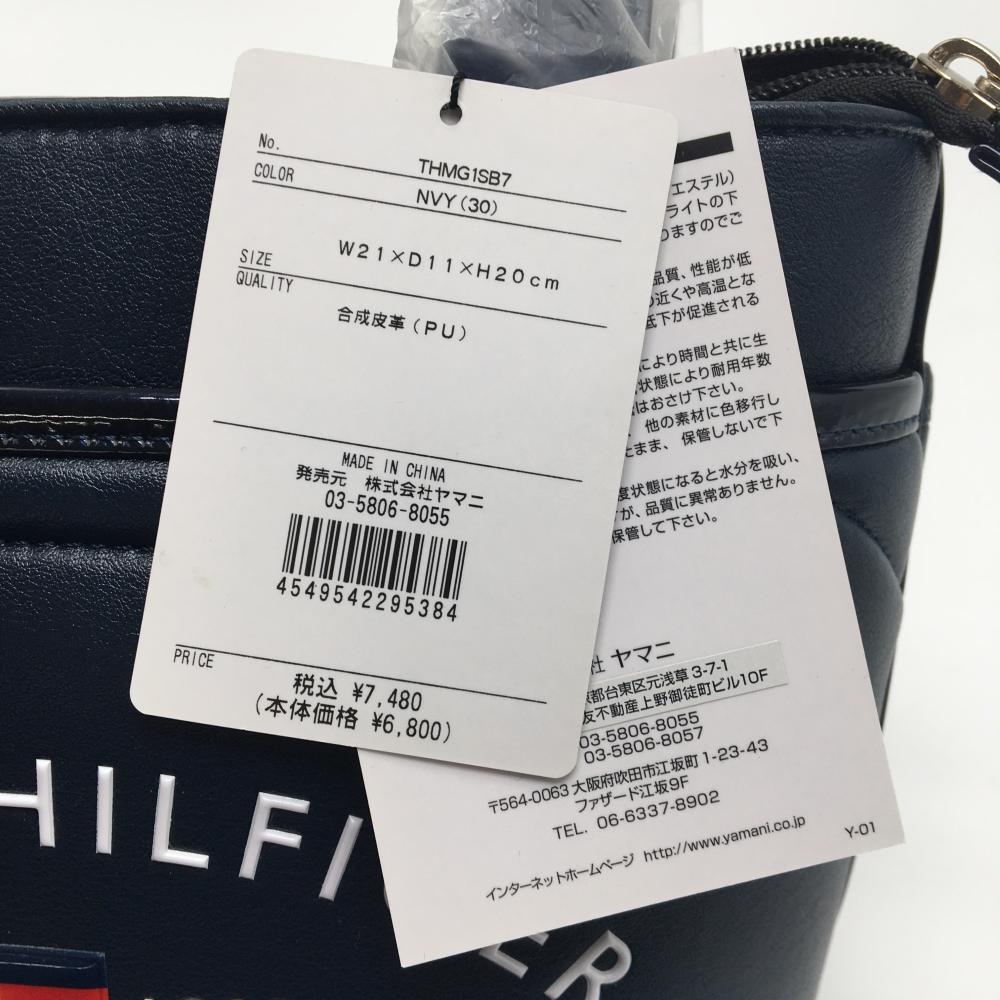 No. THMG1SB7
COLOR NVY(30)
SIZE W21×D11×H20cm
QUALITY
合成皮革(PU)
MADE IN CHINA
発売元 株式会社ヤマニ
03-5806-8055
4549542295384
PRICE
税込 ¥7,480
(本体価格 ¥6,800)
エステル)
ライトの下
りますのでご
品質、性能が低
の近くや高温とな
低下が促進される
により時間と共に生
状態により耐用年数
はおさけ下さい。
、他の素材に色移行し
たまま、保管しないで下
度状態になると水分を吸い、
が、品質に異常ありません。
保管して下さい。
社 ヤマニ
都台東区元浅草3-7-1
友不動産上野御徒町ビル10F
03-5806-8055
03-5806-8057
〒564-0063 大阪府吹田市江坂町1-23-43
ファザード江坂9F
TEL. 06-6337-8902
インターネットホームページ http://www.yamani.co.jp
Y-01
HILFI
ER